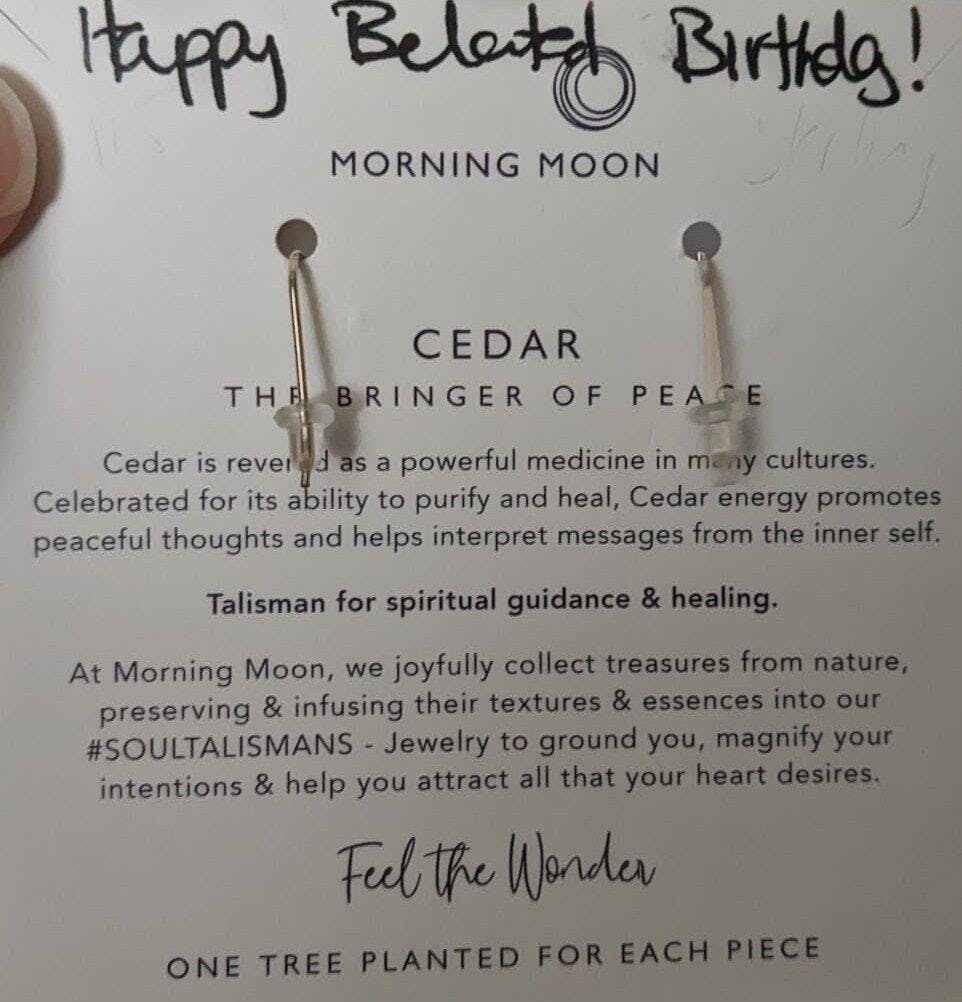 Happy Belated Birthdy!
MORNING MOON
CEDAR
THE BRINGER OF PEACE
Cedar is revered as a powerful medicine in many cultures.
Celebrated for its ability to purify and heal, Cedar energy promotes
peaceful thoughts and helps interpret messages from the inner self.
Talisman for spiritual guidance & healing.
At Morning Moon, we joyfully collect treasures from nature,
preserving & infusing their textures & essences into our
#SOULTALISMANS - Jewelry to ground you, magnify your
intentions & help you attract all that your heart desires.
Feel the Wonder
ONE TREE PLANTED FOR EACH PIECE